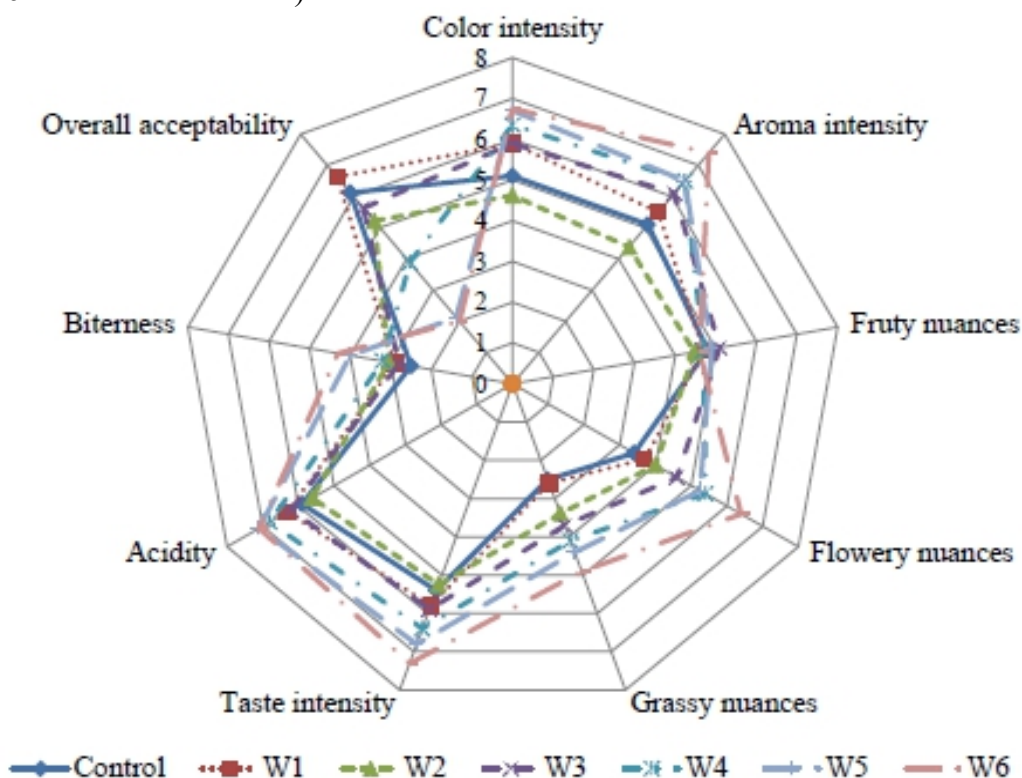 Color intensity
8
Overall acceptability
Aroma intensity
7
6
5
4
3
Biterness
Fruty nuances
2
1
0
Acidity
Flowery nuances
Taste intensity
Grassy nuances
Control W1 W2 W3 W4 W5 W6